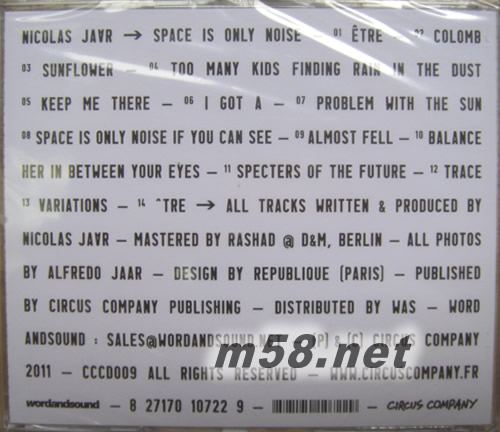 NICOLAS JAAR → SPACE IS ONLY NOISE — 01 ÊTRE — 02 COLOMB
03 SUNFLOWER — 04 TOO MANY KIDS FINDING RAIN IN THE DUST
05 KEEP ME THERE — 06 I GOT A — 07 PROBLEM WITH THE SUN
08 SPACE IS ONLY NOISE IF YOU CAN SEE — 09 ALMOST FELL — 10 BALANCE
HER IN BETWEEN YOUR EYES — 11 SPECTERS OF THE FUTURE — 12 TRACE
13 VARIATIONS — 14 ^TRE → ALL TRACKS WRITTEN & PRODUCED BY
NICOLAS JAAR — MASTERED BY RASHAD @ D&M, BERLIN — ALL PHOTOS
BY ALFREDO JAAR — DESIGN BY REPUBLIQUE (PARIS) — PUBLISHED
BY CIRCUS COMPANY PUBLISHING — DISTRIBUTED BY WAS — WORD
ANDSOUND : SALES@WORDANDSOUND.NET — (P) & (C) CIRCUS COMPANY
m58.net
2011 — CCCD009 ALL RIGHTS RESERVED — WWW.CIRCUSCOMPANY.FR
wordandsound — 8 27170 10722 9 — CIRCUS COMPANY